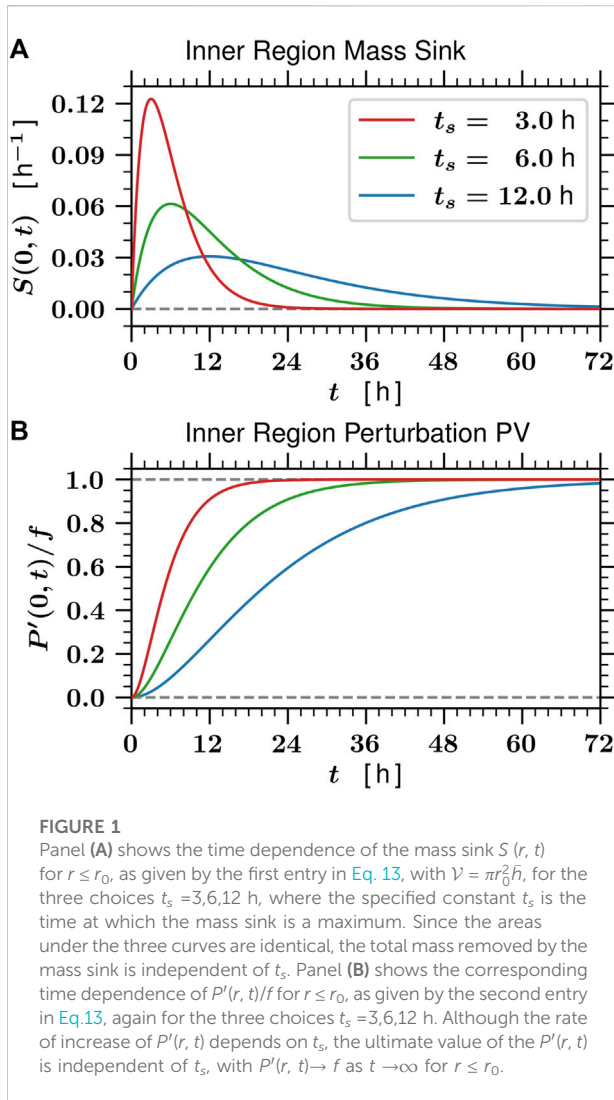 A
Inner Region Mass Sink
S(0, t) [h⁻¹]
0.12
0.09
0.06
0.03
0.00
t_s = 3.0 h
t_s = 6.0 h
t_s = 12.0 h
0 12 24 36 48 60 72
t [h]
B
Inner Region Perturbation PV
P′(0, t)/f
1.0
0.8
0.6
0.4
0.2
0.0
0 12 24 36 48 60 72
t [h]
FIGURE 1
Panel (A) shows the time dependence of the mass sink S (r, t)
for r ≤ r₀, as given by the first entry in Eq. 13, with 𝒱 = πr₀²h̄, for the
three choices t_s =3,6,12 h, where the specified constant t_s is the
time at which the mass sink is a maximum. Since the areas
under the three curves are identical, the total mass removed by the
mass sink is independent of t_s. Panel (B) shows the corresponding
time dependence of P′(r, t)/f for r ≤ r₀, as given by the second entry
in Eq.13, again for the three choices t_s =3,6,12 h. Although the rate
of increase of P′(r, t) depends on t_s, the ultimate value of the P′(r, t)
is independent of t_s, with P′(r, t)→ f as t →∞ for r ≤ r₀.